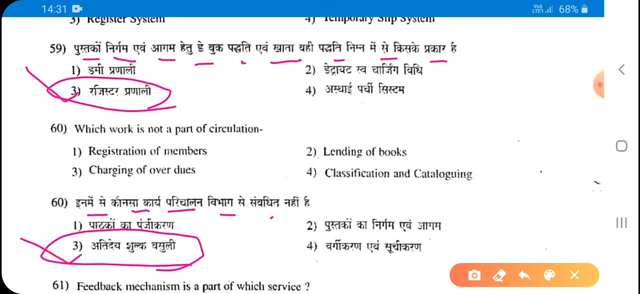 14:31 68%
3) Register System 4) Temporary Slip System
59) पुस्तकों निर्गम एवं आगम हेतु डे बुक पद्धति एवं खाता बही पद्धति निम्न में से किसके प्रकार है
1) डमी प्रणाली 2) डेट्रायट स्व चार्जिंग विधि
3) रजिस्टर प्रणाली 4) अस्थाई पर्ची सिस्टम
60) Which work is not a part of circulation-
1) Registration of members 2) Lending of books
3) Charging of over dues 4) Classification and Cataloguing
60) इनमें से कौनसा कार्य परिचालन विभाग से संबधित नहीं है
1) पाठकों का पंजीकरण 2) पुस्तकों का निर्गम एवं आगम
3) अतिदेय शुल्क वसुली 4) वर्गीकरण एवं सूचीकरण
61) Feedback mechanism is a part of which service ?